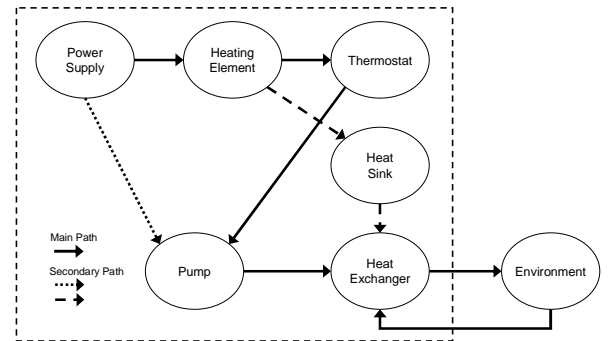 Power
Supply
Heating
Element
Thermostat
Heat
Sink
Main Path
Secondary Path
Pump
Heat
Exchanger
Environment